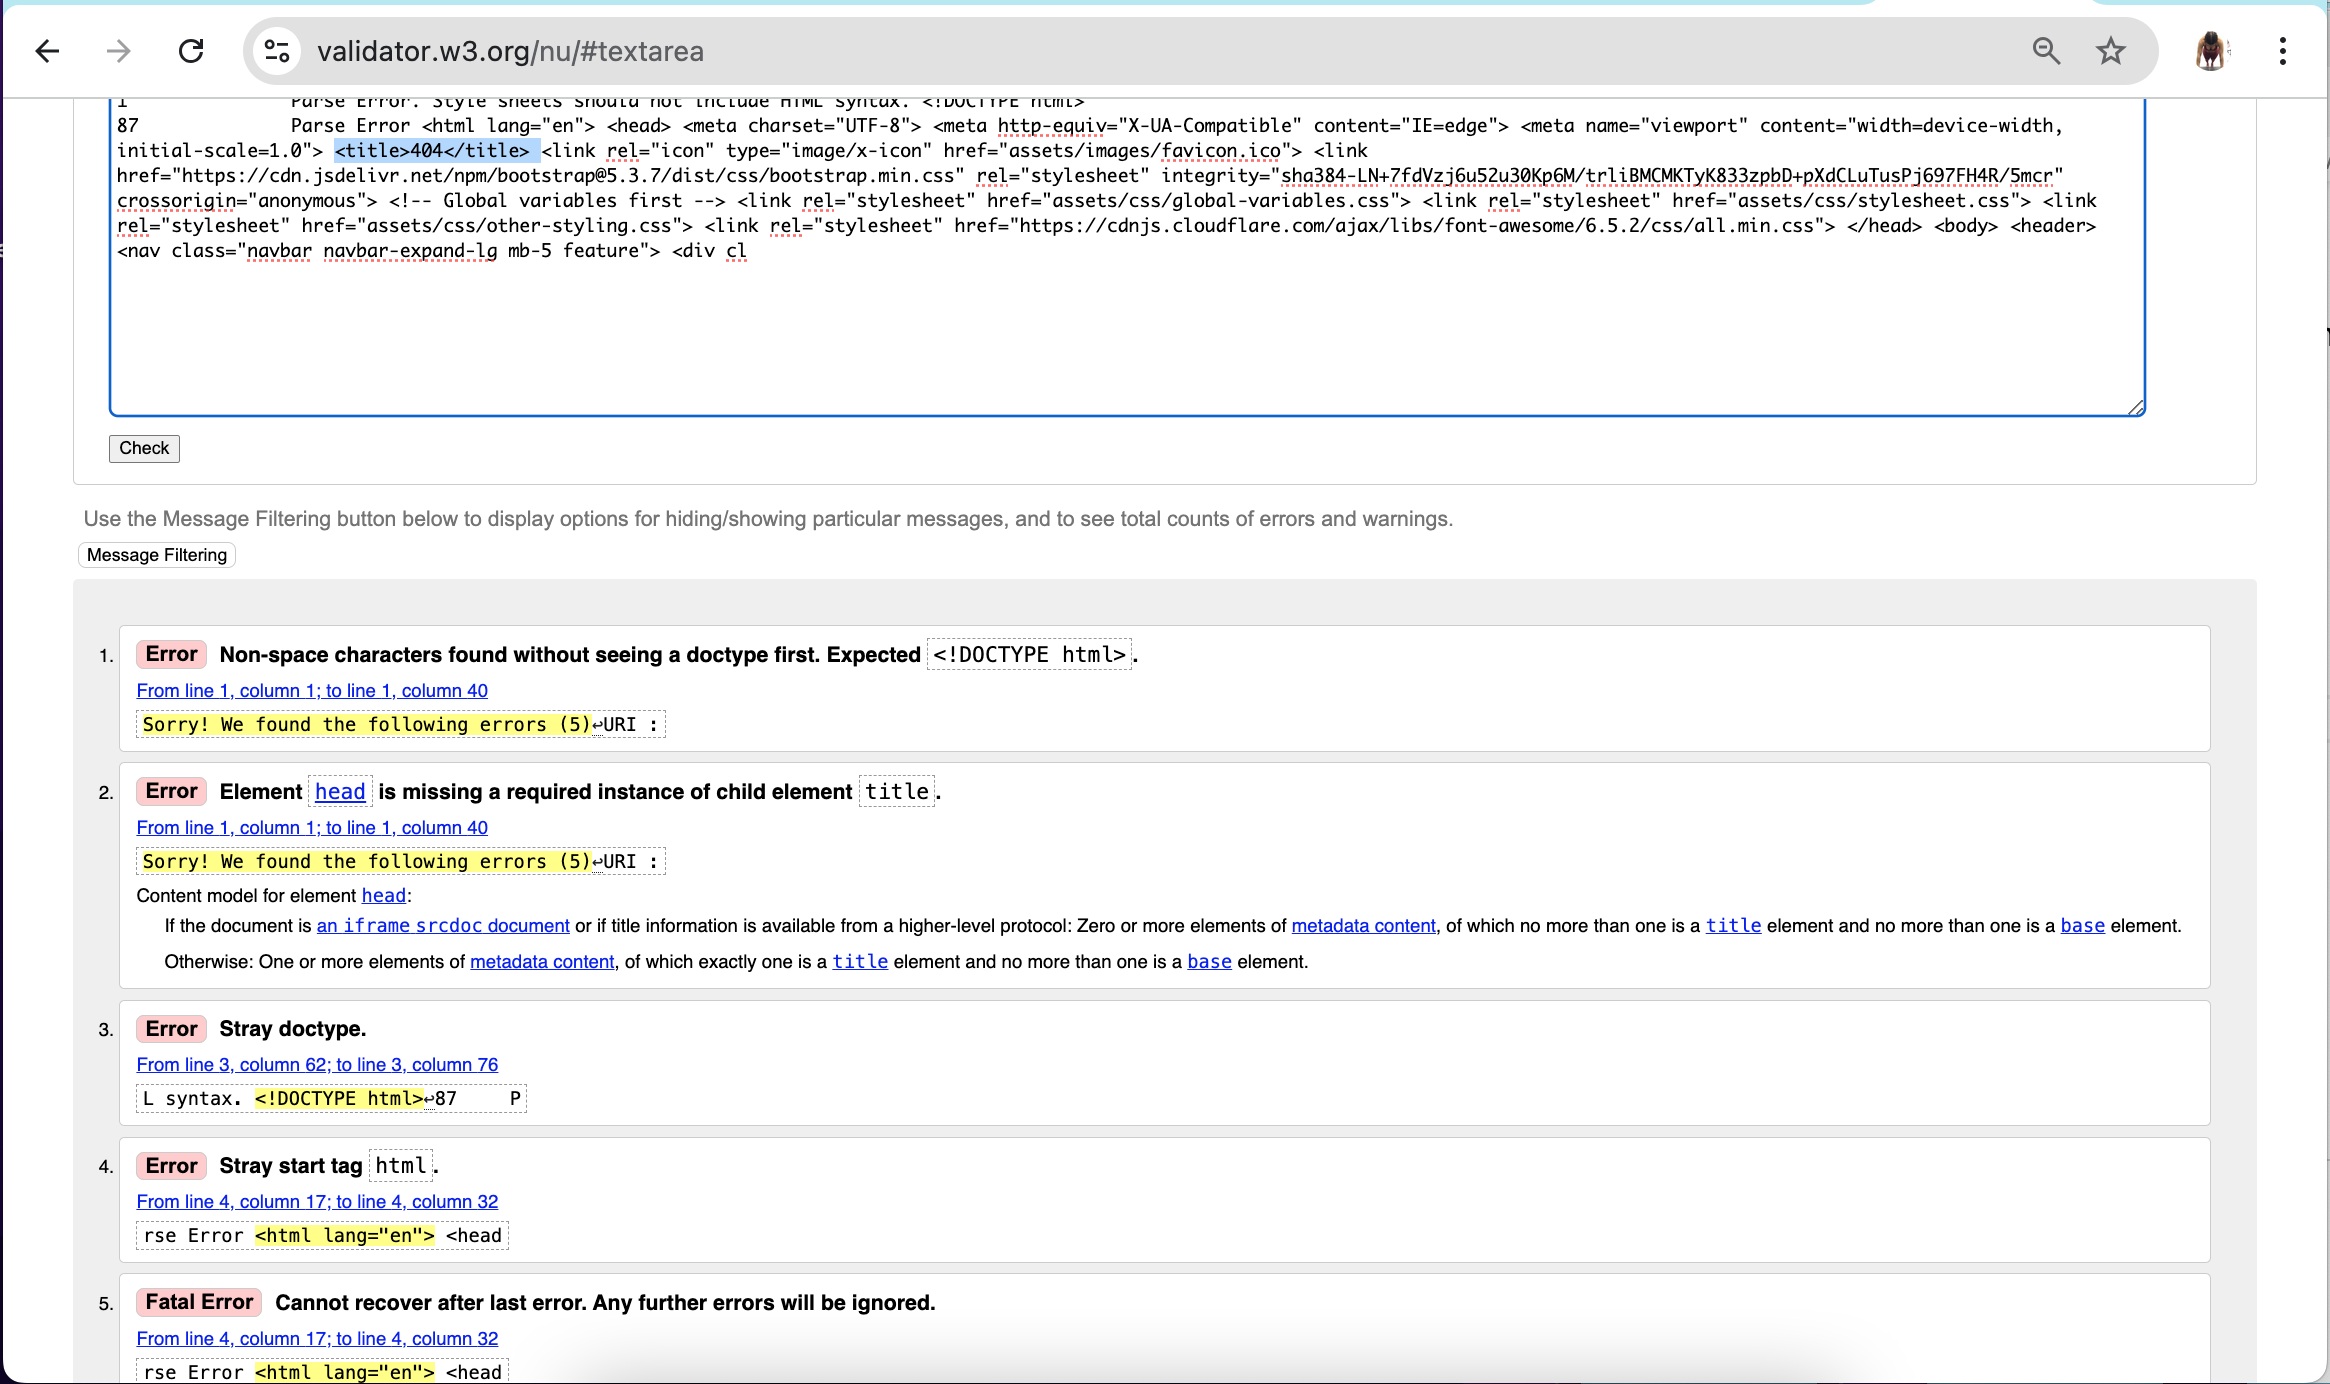 validator.w3.org/nu/#textarea
1 Parse Error. Style sheets should not include HTML syntax. <!DOCTYPE html>
87 Parse Error <html lang="en"> <head> <meta charset="UTF-8"> <meta http-equiv="X-UA-Compatible" content="IE=edge"> <meta name="viewport" content="width=device-width,
initial-scale=1.0"> <title>404</title> <link rel="icon" type="image/x-icon" href="assets/images/favicon.ico"> <link
href="https://cdn.jsdelivr.net/npm/bootstrap@5.3.7/dist/css/bootstrap.min.css" rel="stylesheet" integrity="sha384-LN+7fdVzj6u52u30Kp6M/trliBMCMKTyK833zpbD+pXdCLuTusPj697FH4R/5mcr"
crossorigin="anonymous"> <!-- Global variables first --> <link rel="stylesheet" href="assets/css/global-variables.css"> <link rel="stylesheet" href="assets/css/stylesheet.css"> <link
rel="stylesheet" href="assets/css/other-styling.css"> <link rel="stylesheet" href="https://cdnjs.cloudflare.com/ajax/libs/font-awesome/6.5.2/css/all.min.css"> </head> <body> <header>
<nav class="navbar navbar-expand-lg mb-5 feature"> <div cl
Check
Use the Message Filtering button below to display options for hiding/showing particular messages, and to see total counts of errors and warnings.
Message Filtering
1. Error Non-space characters found without seeing a doctype first. Expected <!DOCTYPE html>.
From line 1, column 1; to line 1, column 40
Sorry! We found the following errors (5)↩URI :
2. Error Element head is missing a required instance of child element title.
From line 1, column 1; to line 1, column 40
Sorry! We found the following errors (5)↩URI :
Content model for element head:
If the document is an iframe srcdoc document or if title information is available from a higher-level protocol: Zero or more elements of metadata content, of which no more than one is a title element and no more than one is a base element.
Otherwise: One or more elements of metadata content, of which exactly one is a title element and no more than one is a base element.
3. Error Stray doctype.
From line 3, column 62; to line 3, column 76
L syntax. <!DOCTYPE html>↩87 P
4. Error Stray start tag html.
From line 4, column 17; to line 4, column 32
rse Error <html lang="en"> <head
5. Fatal Error Cannot recover after last error. Any further errors will be ignored.
From line 4, column 17; to line 4, column 32
rse Error <html lang="en"> <head